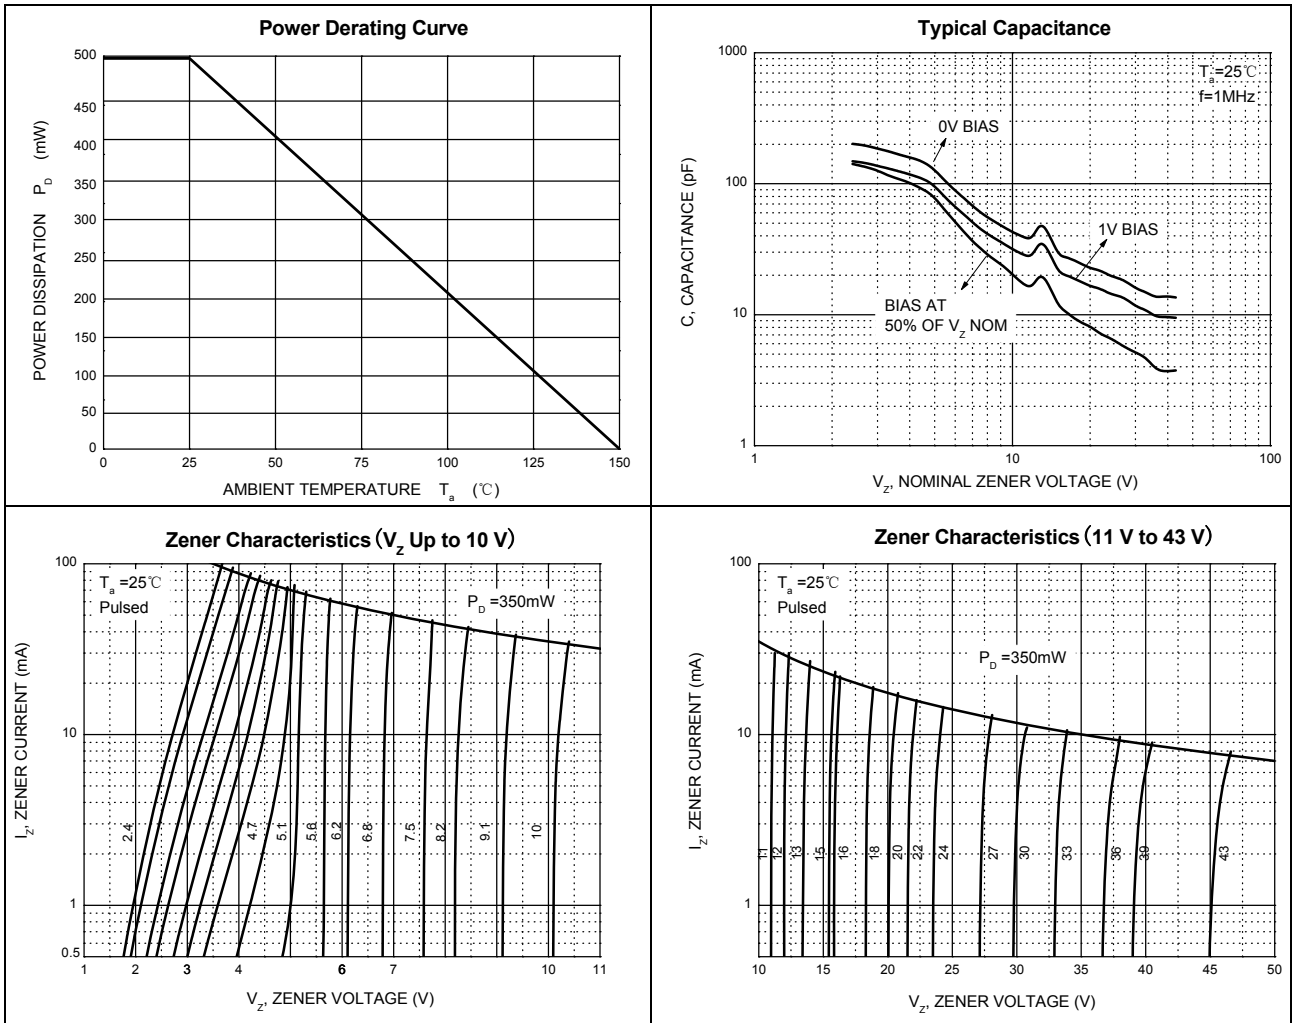 Power Derating Curve
500
450
400
350
300
250
200
150
100
50
0
0 25 50 75 100 125 150
POWER DISSIPATION P_D (mW)
AMBIENT TEMPERATURE T_a (℃)
Typical Capacitance
1000
100
10
1
1 10 100
C, CAPACITANCE (pF)
V_Z, NOMINAL ZENER VOLTAGE (V)
T_a=25℃
f=1MHz
0V BIAS
1V BIAS
BIAS AT
50% OF V_Z NOM
Zener Characteristics (V_Z Up to 10 V)
100
10
1
0.5
1 2 3 4 6 7 10 11
I_Z, ZENER CURRENT (mA)
V_Z, ZENER VOLTAGE (V)
T_a =25℃
Pulsed
P_D =350mW
2.4 4.7 5.1 5.6 6.2 6.8 7.5 8.2 9.1 10
Zener Characteristics (11 V to 43 V)
100
10
1
10 15 20 25 30 35 40 45 50
I_Z, ZENER CURRENT (mA)
V_Z, ZENER VOLTAGE (V)
T_a =25℃
Pulsed
P_D =350mW
11 12 13 15 16 18 20 22 24 27 30 33 36 39 43